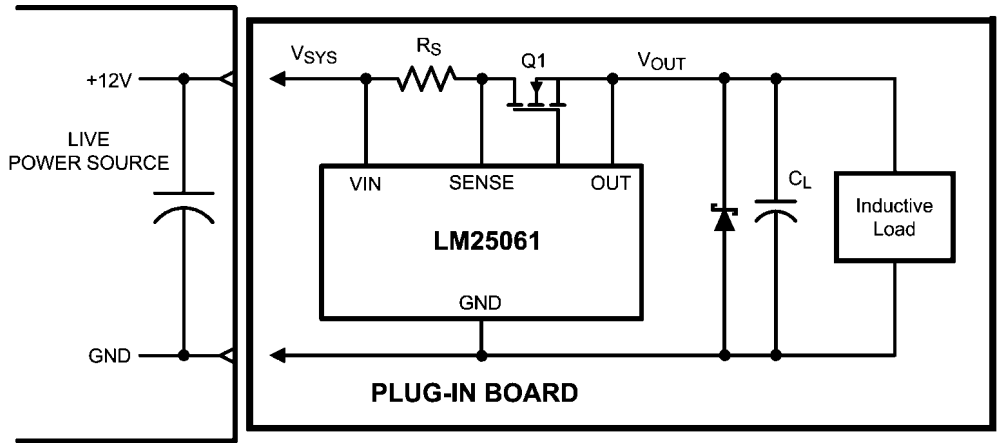 +12V
LIVE
POWER SOURCE
GND
VSYS
RS
Q1
VOUT
VIN
SENSE
OUT
LM25061
GND
CL
Inductive
Load
PLUG-IN BOARD